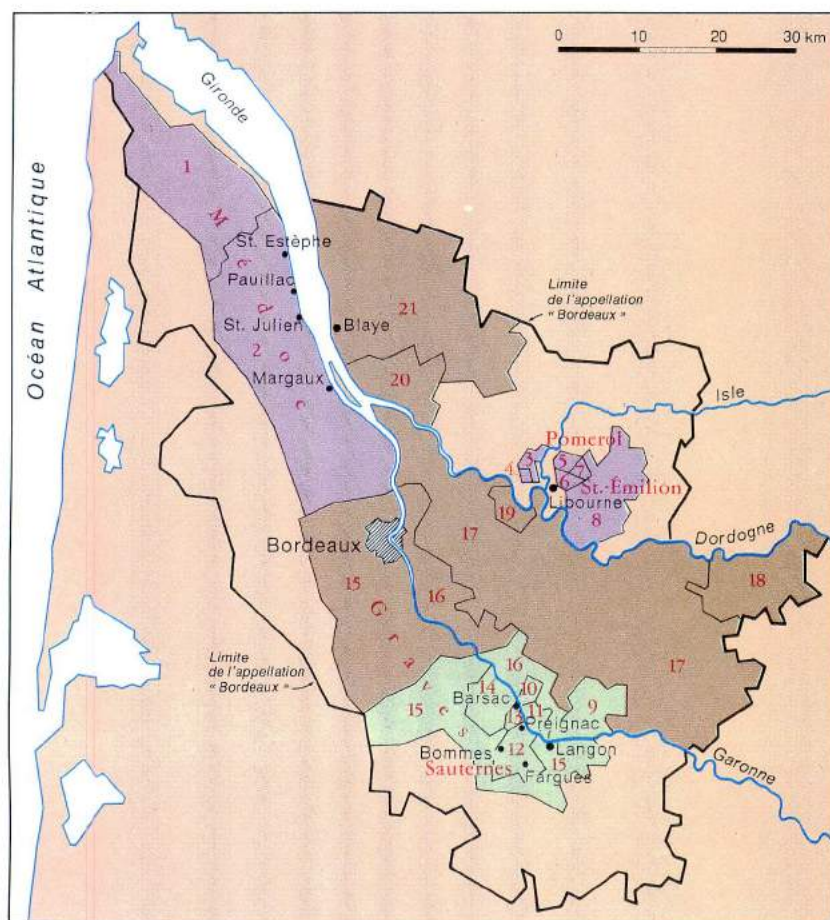 0 10 20 30 km
Gironde
Océan Atlantique
1
Médoc
St. Estèphe
Pauillac
St. Julien
2
Margaux
Blaye
21
20
Limite
de l'appellation
« Bordeaux »
Isle
Pomerol
3
4
5
7
6
St.-Émilion
Libourne
8
19
17
Dordogne
Bordeaux
15
Graves
16
18
17
Limite
de l'appellation
« Bordeaux »
16
14
10
9
15
Barsac
11
13
Preignac
Bommes
12
Langon
15
Sauternes
Fargues
Garonne